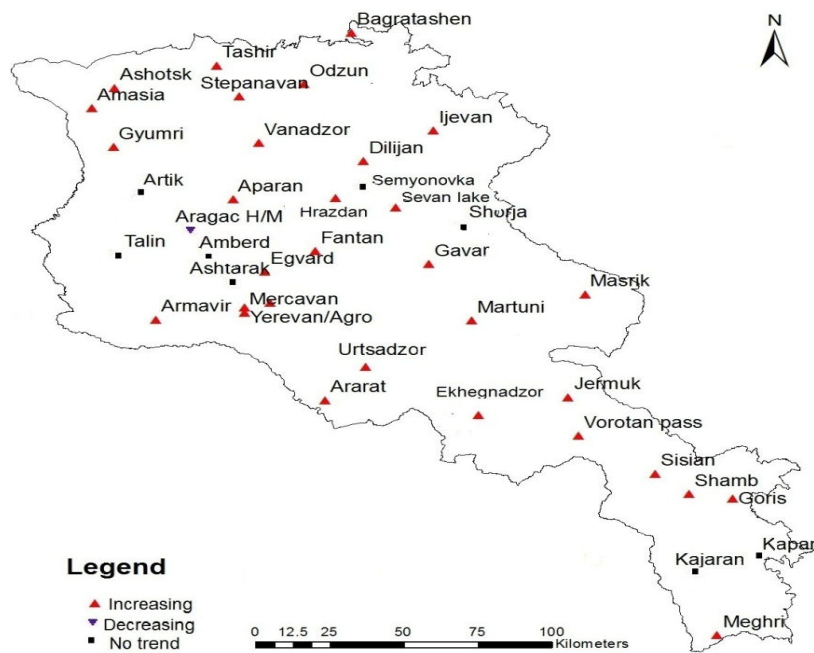 Bagratashen
N
Tashir
Ashotsk
Stepanavan
Odzun
Amasia
Ijevan
Gyumri
Vanadzor
Dilijan
Artik
Semyonovka
Aparan
Sevan lake
Hrazdan
Shorja
Aragac H/M
Fantan
Talin
Amberd
Gavar
Egvard
Ashtarak
Masrik
Mercavan
Armavir
Martuni
Yerevan/Agro
Urtsadzor
Ararat
Ekhegnadzor
Jermuk
Vorotan pass
Sisian
Shamb
Goris
Kapan
Kajaran
Meghri
Legend
Increasing
Decreasing
No trend
0 12.5 25 50 75 100
Kilometers